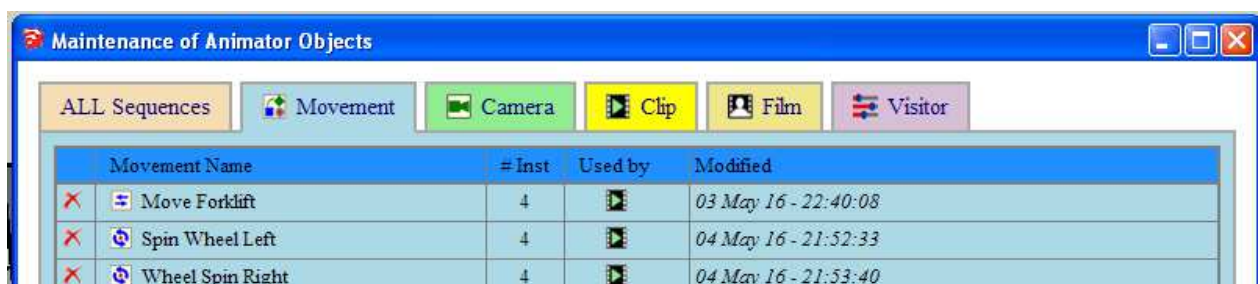 Maintenance of Animator Objects
ALL Sequences Movement Camera Clip Film Visitor
Movement Name # Inst Used by Modified
Move Forklift 4 03 May 16 - 22:40:08
Spin Wheel Left 4 04 May 16 - 21:52:33
Wheel Spin Right 4 04 May 16 - 21:53:40